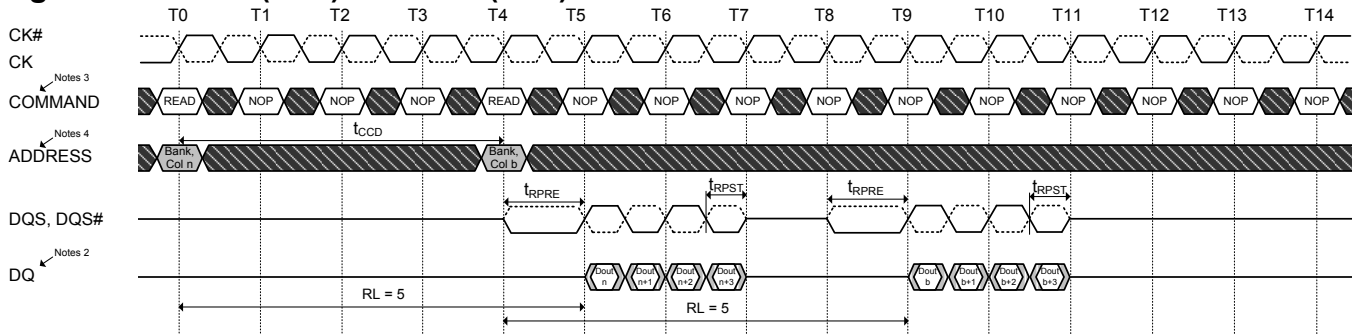 T0 T1 T2 T3 T4 T5 T6 T7 T8 T9 T10 T11 T12 T13 T14
CK#
CK
Notes 3
COMMAND READ NOP NOP NOP READ NOP NOP NOP NOP NOP NOP NOP NOP NOP NOP
tCCD
Notes 4
ADDRESS Bank, Col n Bank, Col b
tRPRE tRPST tRPRE tRPST
DQS, DQS#
Notes 2
DQ Dout n Dout n+1 Dout n+2 Dout n+3 Dout b Dout b+1 Dout b+2 Dout b+3
RL = 5
RL = 5